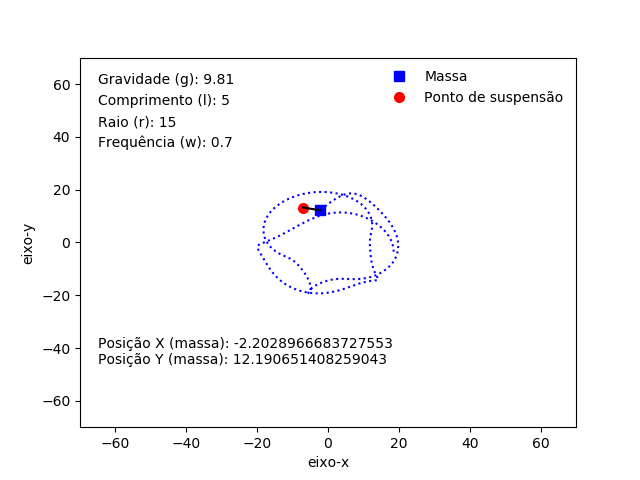 Gravidade (g): 9.81
Comprimento (l): 5
Raio (r): 15
Frequência (w): 0.7
Massa
Ponto de suspensão
Posição X (massa): -2.2028966683727553
Posição Y (massa): 12.190651408259043
60
40
20
0
−20
−40
−60
eixo-y
−60
−40
−20
0
20
40
60
eixo-x